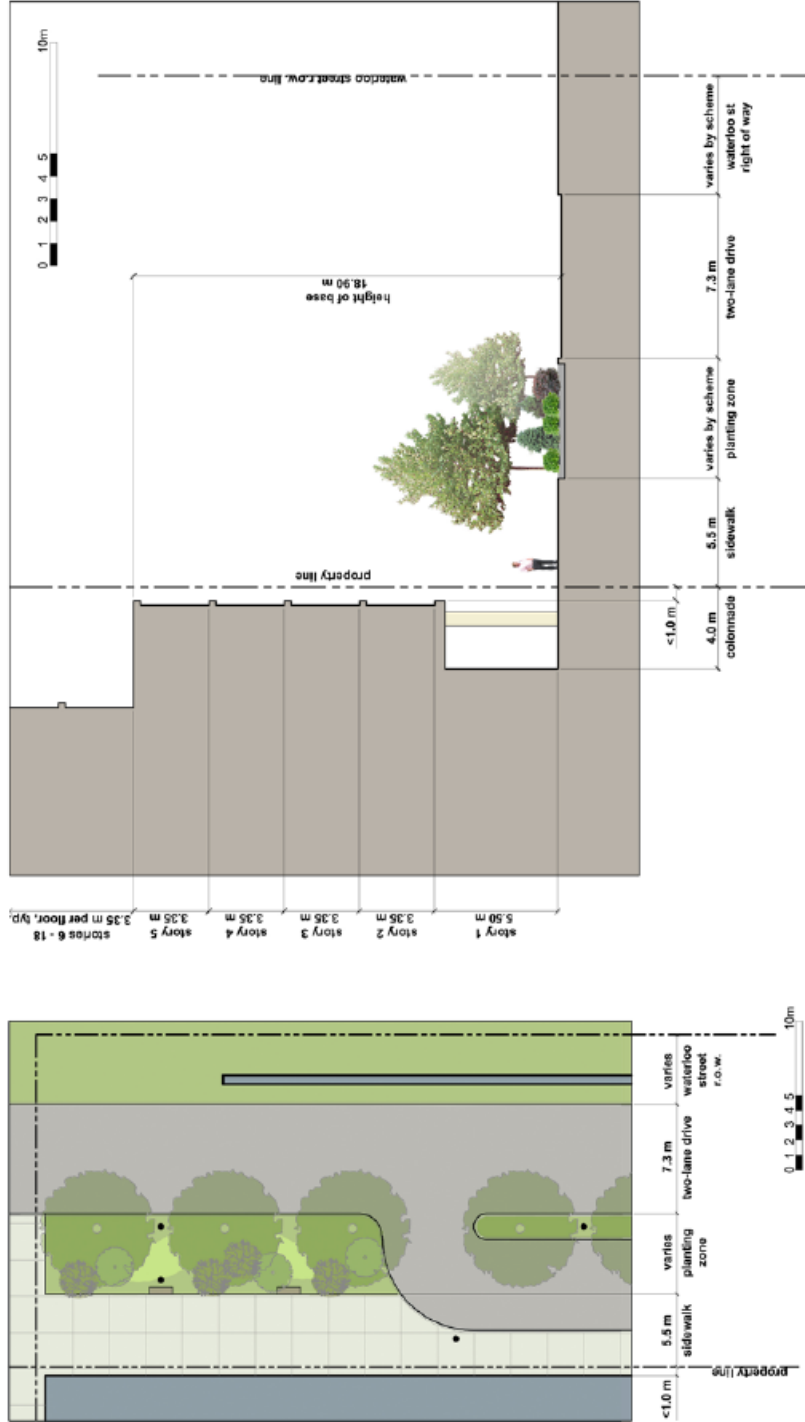 10m
5
4
3
2
1
0
waterloo street r.o.w. line
18.90 m
height of base
property line
varies by scheme
waterloo st
right of way
7.3 m
two-lane drive
varies by scheme
planting zone
5.5 m
sidewalk
<1.0 m
4.0 m
colonnade
stories 6 - 18
3.35 m per floor, typ.
story 5
3.35 m
story 4
3.35 m
story 3
3.35 m
story 2
3.35 m
story 1
5.50 m
varies
waterloo
street
r.o.w.
7.3 m
two-lane drive
varies
planting
zone
5.5 m
sidewalk
property line
<1.0 m
10m
5
4
3
2
1
0